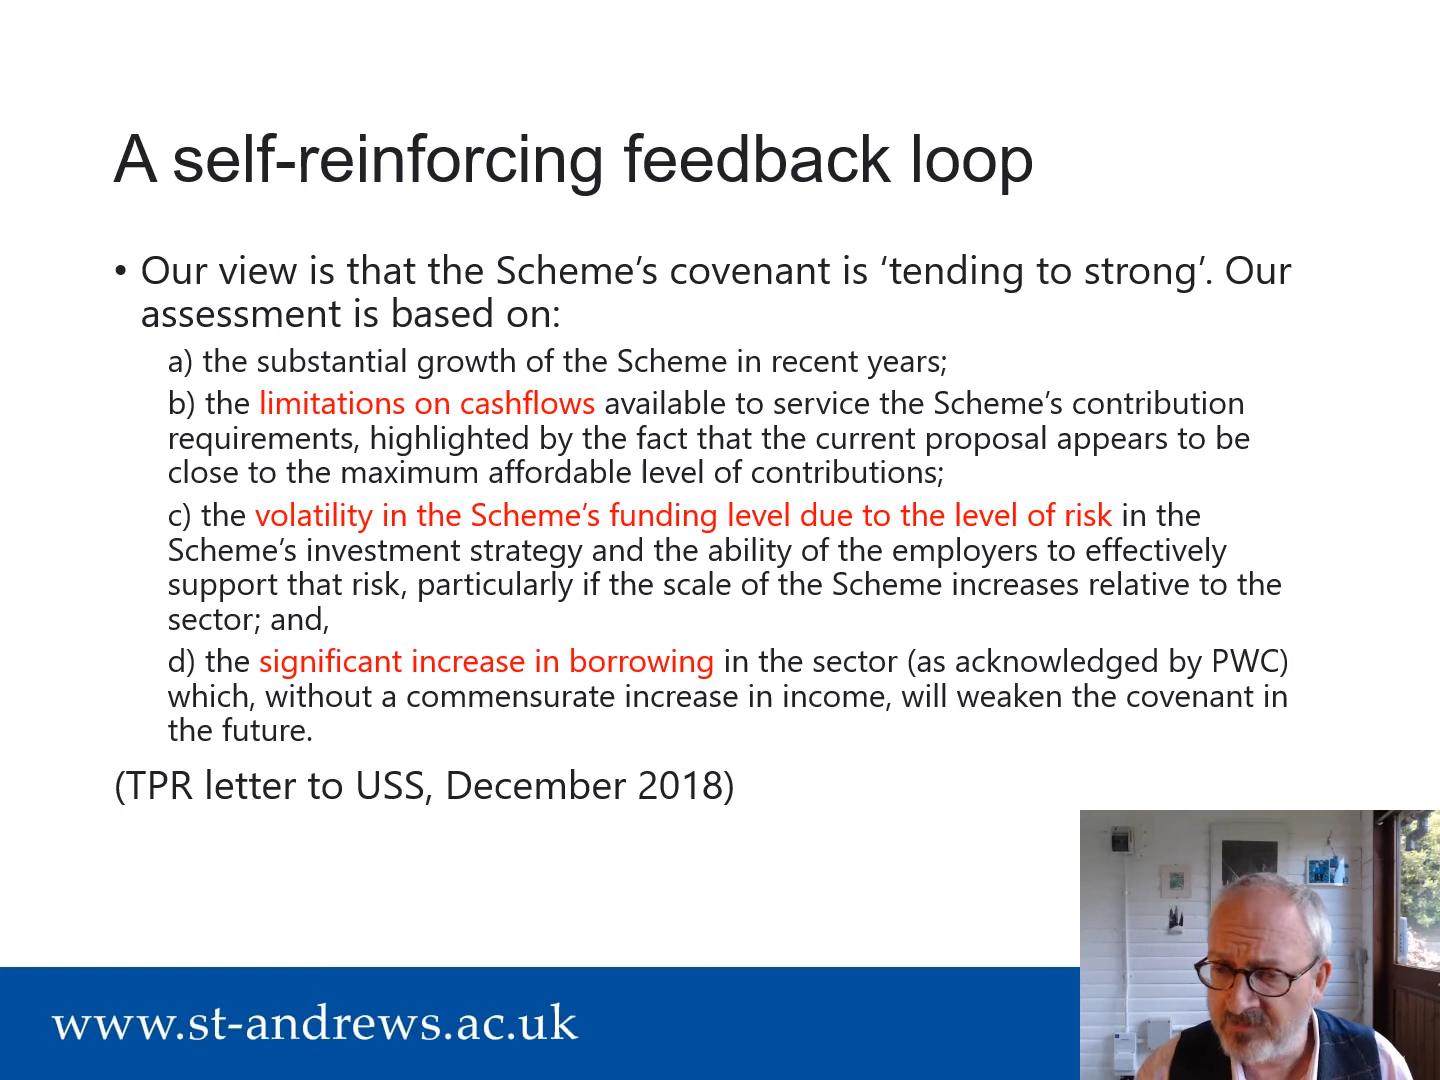 A self-reinforcing feedback loop
• Our view is that the Scheme’s covenant is ‘tending to strong’. Our
assessment is based on:
a) the substantial growth of the Scheme in recent years;
b) the limitations on cashflows available to service the Scheme’s contribution
requirements, highlighted by the fact that the current proposal appears to be
close to the maximum affordable level of contributions;
c) the volatility in the Scheme’s funding level due to the level of risk in the
Scheme’s investment strategy and the ability of the employers to effectively
support that risk, particularly if the scale of the Scheme increases relative to the
sector; and,
d) the significant increase in borrowing in the sector (as acknowledged by PWC)
which, without a commensurate increase in income, will weaken the covenant in
the future.
(TPR letter to USS, December 2018)
www.st-andrews.ac.uk